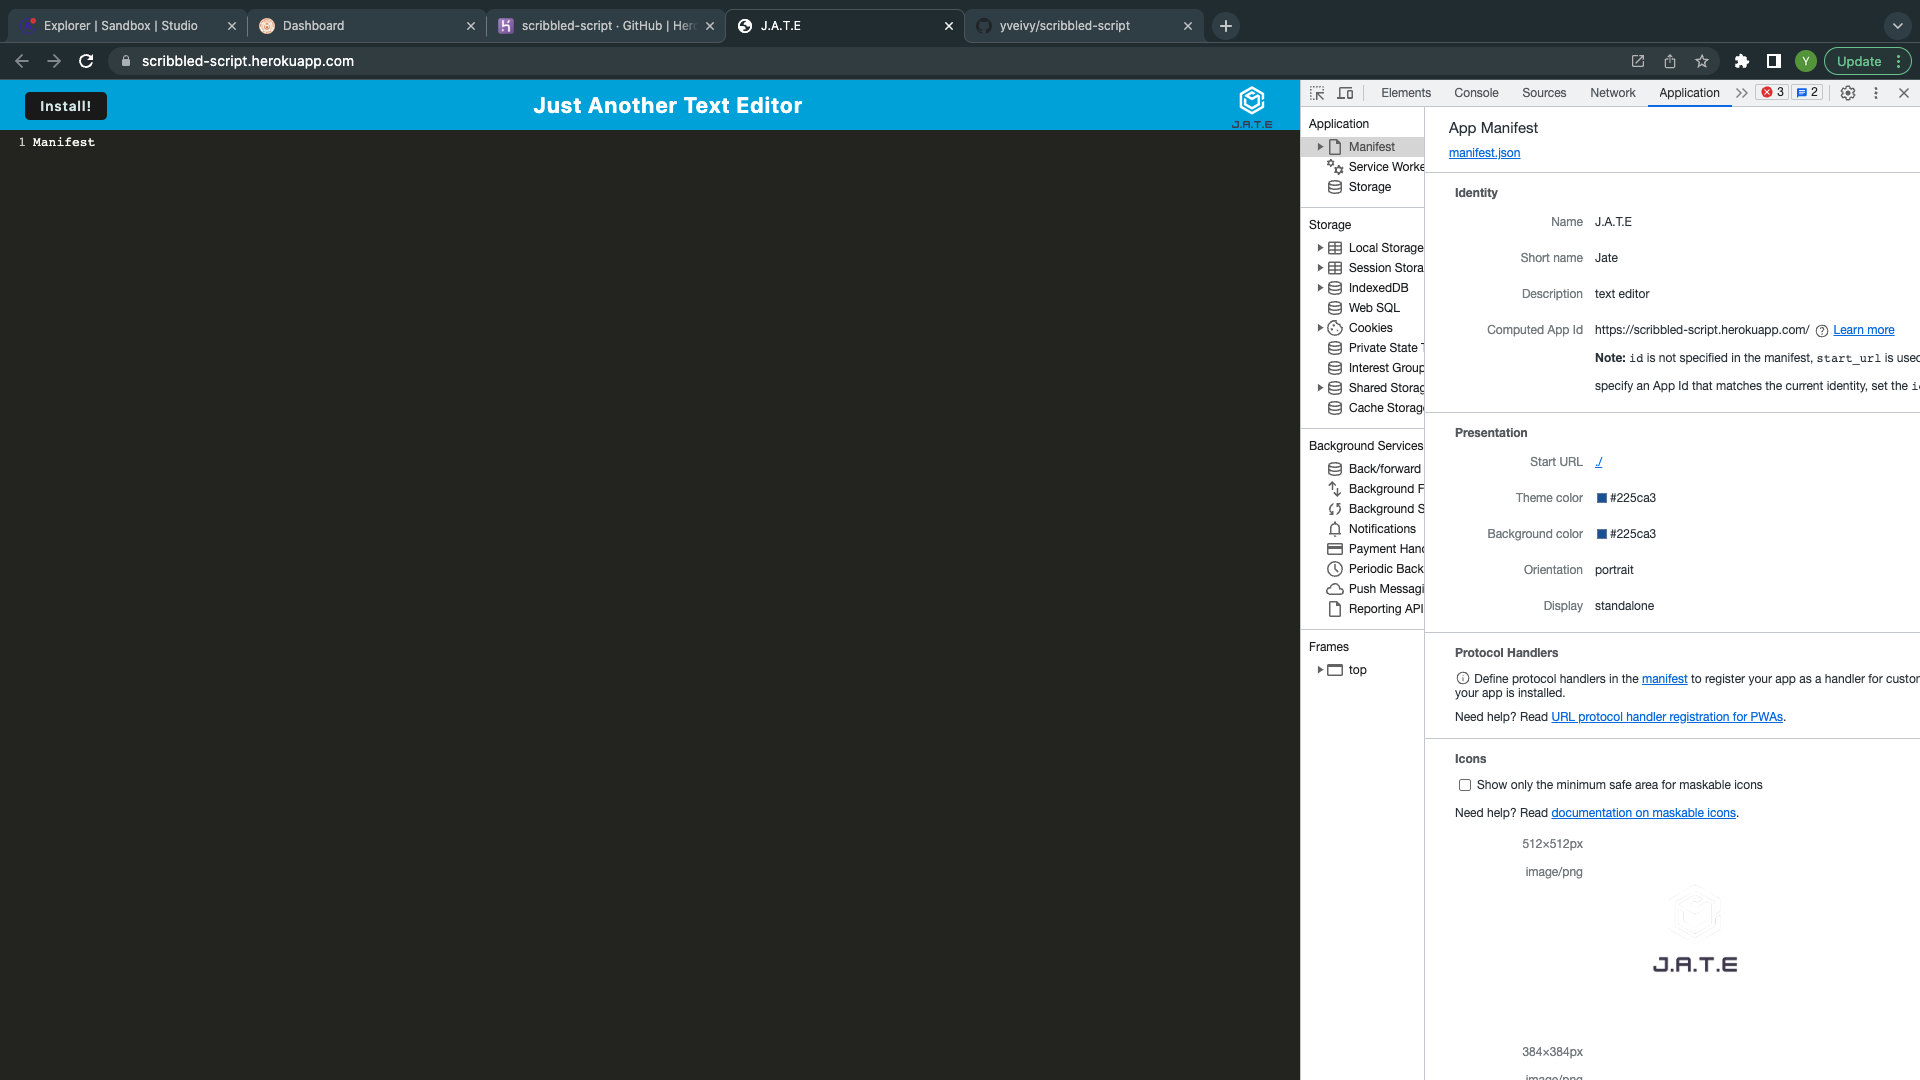 Explorer | Sandbox | Studio
Dashboard
scribbled-script · GitHub | Her
J.A.T.E
yveivy/scribbled-script
scribbled-script.herokuapp.com
Y
Update
Install!
Just Another Text Editor
J.A.T.E
1 Manifest
Elements
Console
Sources
Network
Application
3
2
Application
Manifest
Service Worke
Storage
Storage
Local Storage
Session Stora
IndexedDB
Web SQL
Cookies
Private State T
Interest Group
Shared Storag
Cache Storag
Background Services
Back/forward
Background F
Background S
Notifications
Payment Hand
Periodic Back
Push Messagi
Reporting API
Frames
top
App Manifest
manifest.json
Identity
Name J.A.T.E
Short name Jate
Description text editor
Computed App Id https://scribbled-script.herokuapp.com/ Learn more
Note: id is not specified in the manifest, start_url is used
specify an App Id that matches the current identity, set the i
Presentation
Start URL ./
Theme color #225ca3
Background color #225ca3
Orientation portrait
Display standalone
Protocol Handlers
Define protocol handlers in the manifest to register your app as a handler for custor
your app is installed.
Need help? Read URL protocol handler registration for PWAs.
Icons
Show only the minimum safe area for maskable icons
Need help? Read documentation on maskable icons.
512×512px
image/png
J.A.T.E
384×384px
image/png